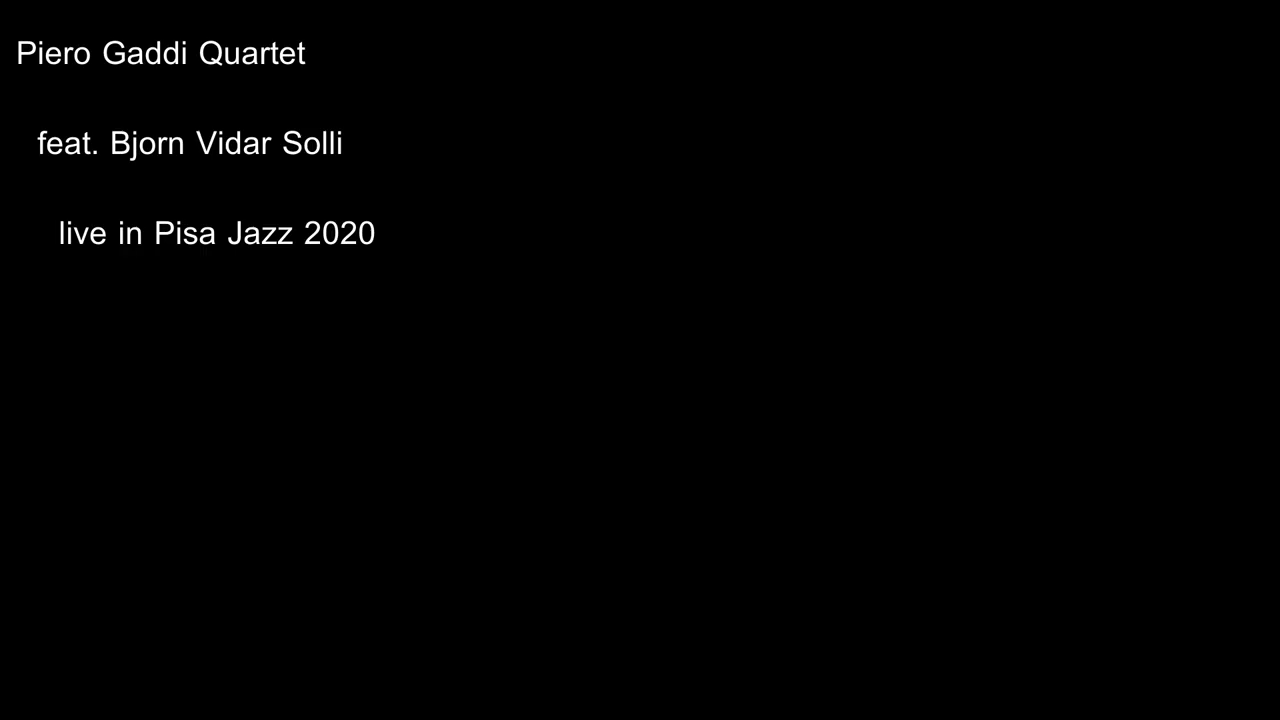 Piero Gaddi Quartet
feat. Bjorn Vidar Solli
live in Pisa Jazz 2020